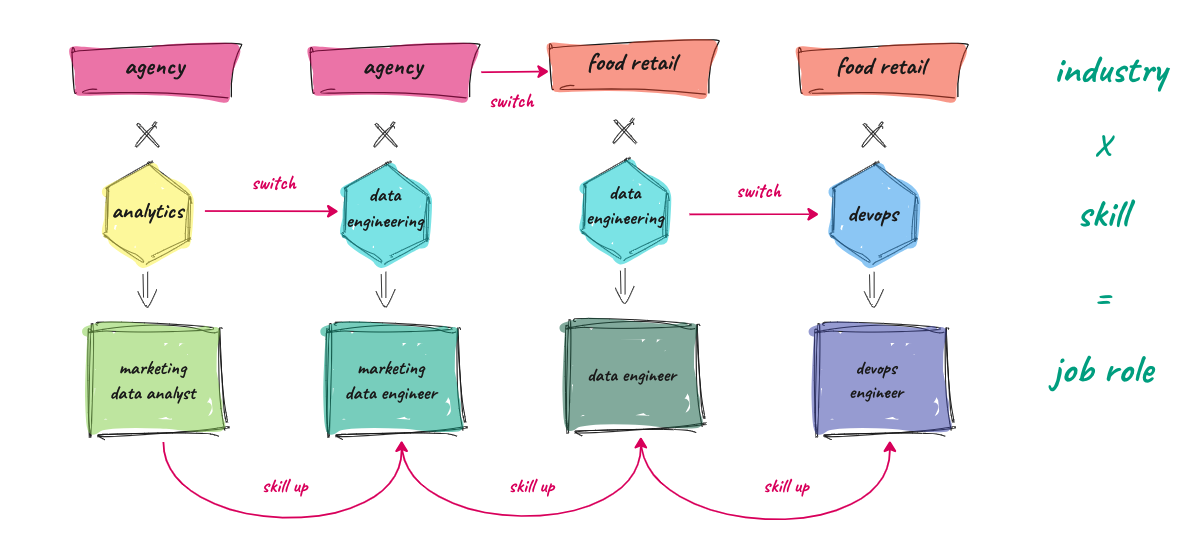 agency
agency
switch
food retail
food retail
industry
X
analytics
switch
data
engineering
data
engineering
switch
devops
skill
=
marketing
data analyst
marketing
data engineer
data engineer
devops
engineer
job role
skill up
skill up
skill up